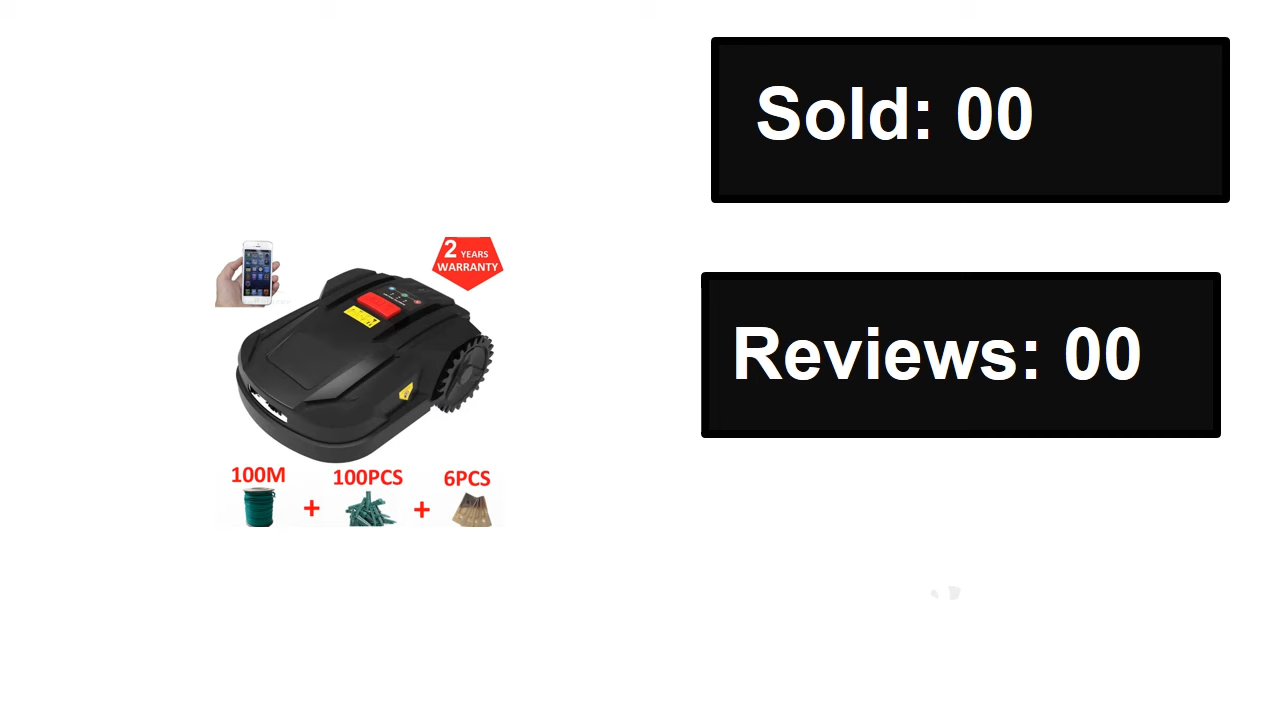 Sold: 00
Reviews: 00
2 YEARS
WARRANTY
100M
100PCS
6PCS
+
+